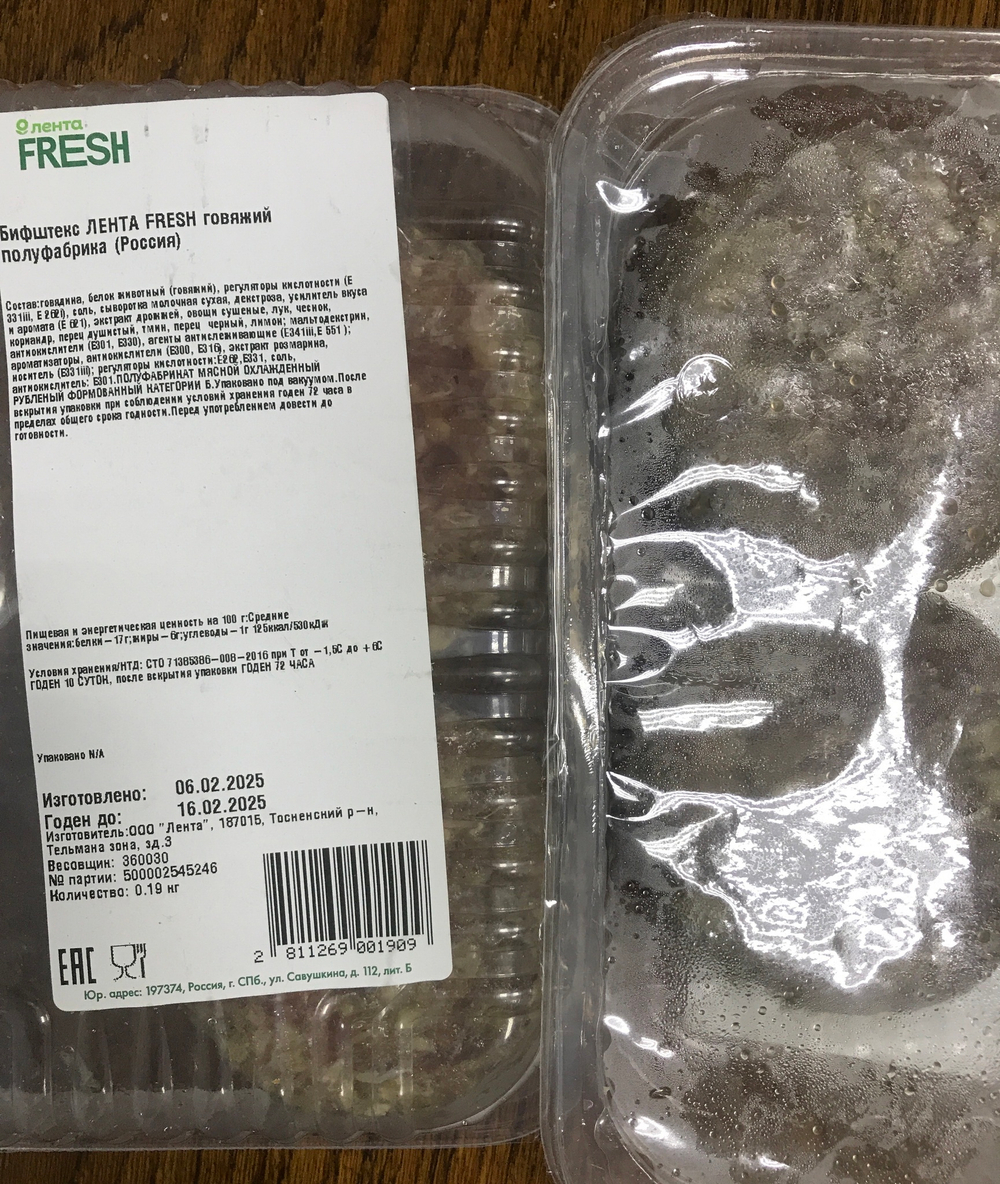 лента
FRESH
Бифштекс ЛЕНТА FRESH говяжий
полуфабрика (Россия)
Состав:говядина, белок животный (говяжий), регуляторы кислотности (Е
331iii, Е 262i), соль, сыворотка молочная сухая, декстроза, усилитель вкуса
и аромата (Е 621), экстракт дрожжей, овощи сушеные, лук, чеснок,
кориандр, перец душистый, тмин, перец черный, лимон; мальтодекстрин,
антиокислители (Е301, Е330), агенты антислеживающие (Е341iii,Е 551 );
ароматизаторы, антиокислители (Е300, Е316), экстракт розмарина,
носитель (Е331iii); регуляторы кислотности:Е262,Е331, соль,
антиокислитель: Е301.ПОЛУФАБРИНАТ МЯСНОЙ ОХЛАЖДЕННЫЙ
РУБЛЕНЫЙ ФОРМОВАННЫЙ КАТЕГОРИИ Б.Упаковано под вакуумом.После
вскрытия упаковки при соблюдении условий хранения годен 72 часа в
пределах общего срока годности.Перед употреблением довести до
готовности.
Пищевая и энергетическая ценность на 100 г:Средние
значения:белки–17г;жиры–6г;углеводы–1г 125ккал/530кДж
Условия хранения/НТД: СТО 71385386-008-2016 при Т от -1,5С до +6С
ГОДЕН 10 СУТОК, после вскрытия упаковки ГОДЕН 72 ЧАСА
Упаковано N/A
Изготовлено: 06.02.2025
Годен до: 16.02.2025
Изготовитель:ООО "Лента", 187015, Тосненский р-н,
Тельмана зона, зд.3
Весовщин: 360030
№ партии: 500002545246
Количество: 0.19 кг
2 811269 001909
ЕАС
Юр. адрес: 197374, Россия, г. СПб., ул. Савушкина, д. 112, лит. Б